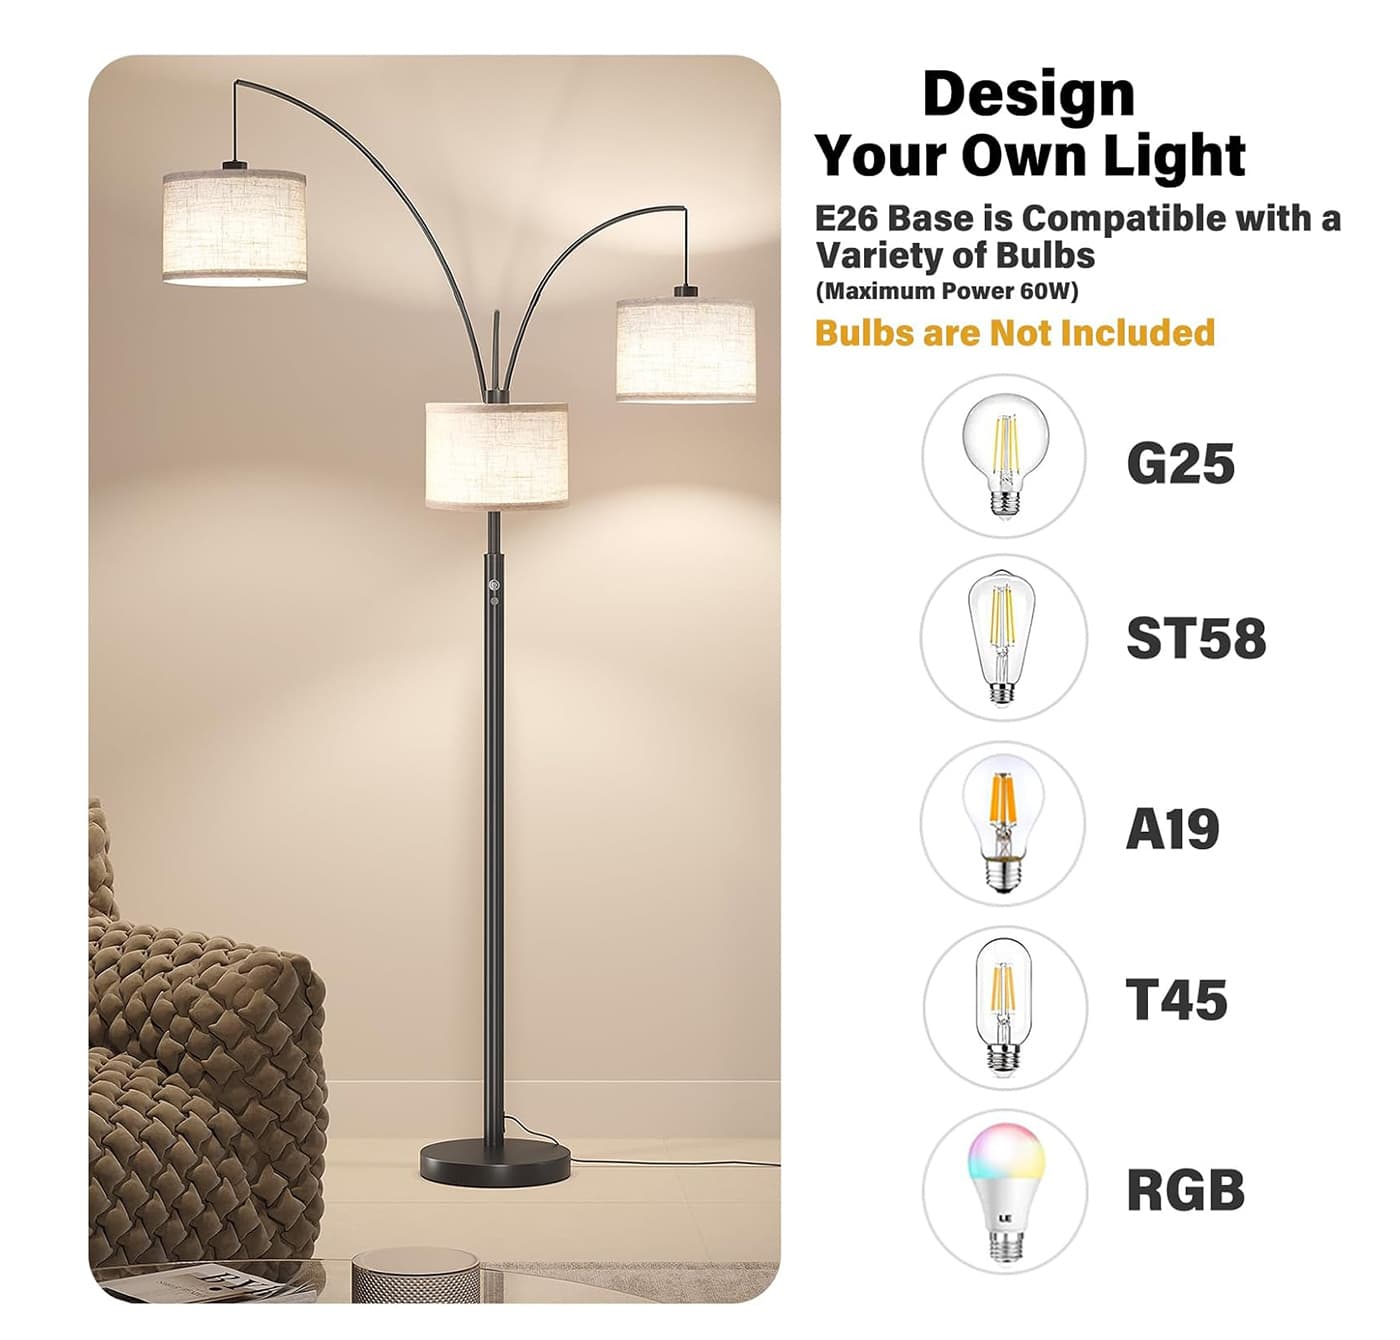 Design
Your Own Light
E26 Base is Compatible with a
Variety of Bulbs
(Maximum Power 60W)
Bulbs are Not Included
G25
ST58
A19
T45
LE
RGB